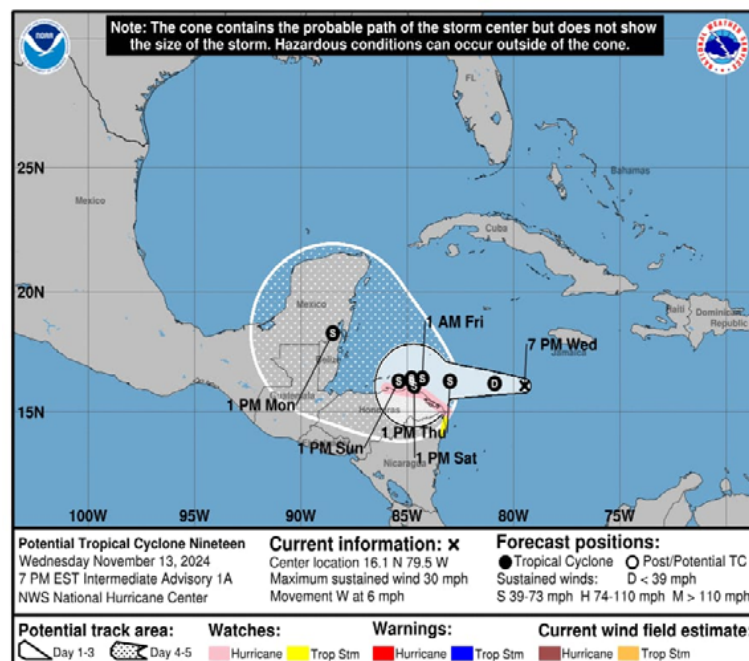 Note: The cone contains the probable path of the storm center but does not show
the size of the storm. Hazardous conditions can occur outside of the cone.
NOAA
FL
25N
Mexico
Bahamas
Cuba
20N
Mexico
Haiti
Dominican
Republic
1 AM Fri
7 PM Wed
Jamaica
S
Belize
S S S S D
1 PM Mon
Guatemala
15N
Honduras
1 PM Thu
1 PM Sun
1 PM Sat
Nicaragua
100W 95W 90W 85W 80W 75W 70W
Potential Tropical Cyclone Nineteen
Wednesday November 13, 2024
7 PM EST Intermediate Advisory 1A
NWS National Hurricane Center
Current information: x
Center location 16.1 N 79.5 W
Maximum sustained wind 30 mph
Movement W at 6 mph
Forecast positions:
Tropical Cyclone Post/Potential TC
Sustained winds: D < 39 mph
S 39-73 mph H 74-110 mph M > 110 mph
Potential track area:
Day 1-3 Day 4-5
Watches:
Hurricane Trop Stm
Warnings:
Hurricane Trop Stm
Current wind field estimate:
Hurricane Trop Stm